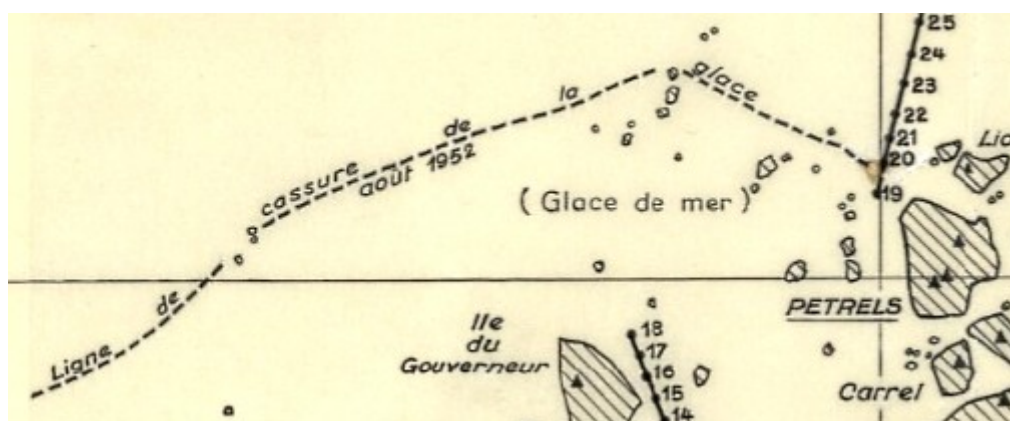 25
24
23
22
21
20
19
Ligne de cassure de la glace
août 1952
(Glace de mer)
PETRELS
Ile
du
Gouverneur
18
17
16
15
14
Carrel